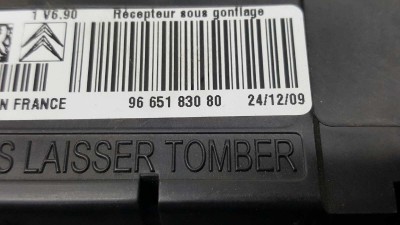 1 V6.90 Récepteur sous gonflage
N FRANCE 96 651 830 80 24/12/09
S LAISSER TOMBER